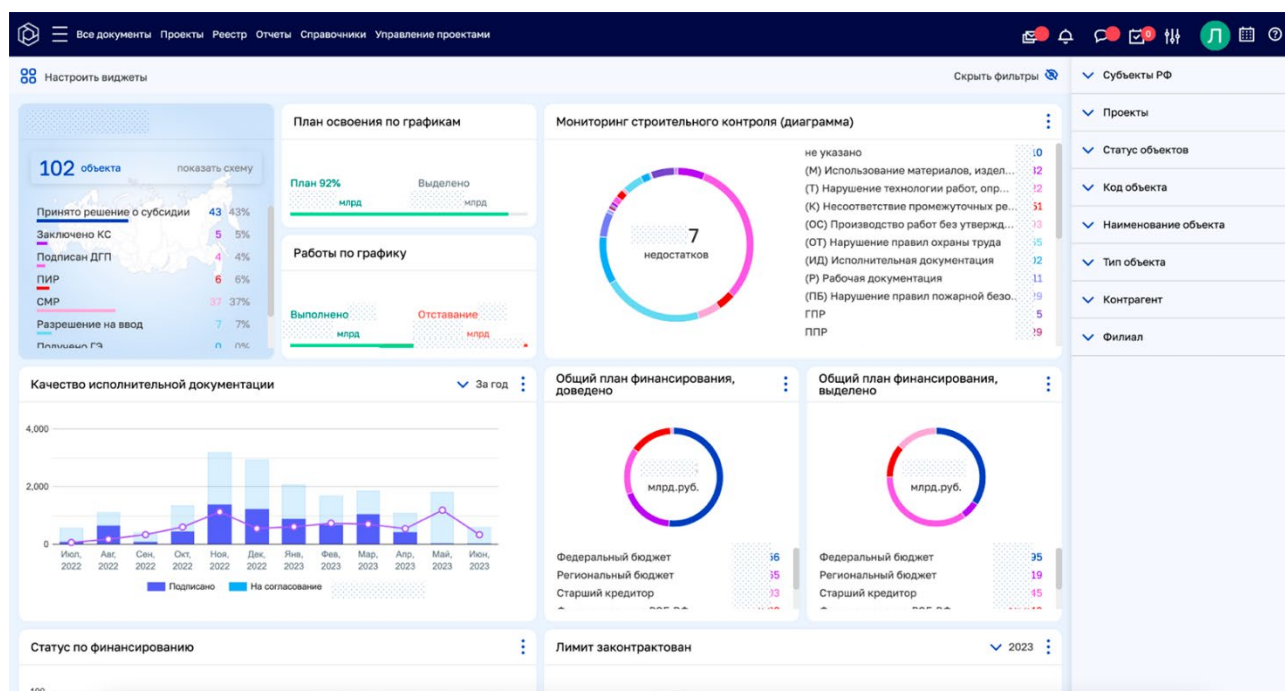 Все документы Проекты Реестр Отчеты Справочники Управление проектами
0
Л
Настроить виджеты
Скрыть фильтры
102 объекта показать схему
Принято решение о субсидии 43 43%
Заключено КС 5 5%
Подписан ДГП 4 4%
ПИР 6 6%
СМР 37 37%
Разрешение на ввод 7 7%
Получено ГЭ 0 0%
План освоения по графикам
План 92% Выделено
млрд млрд
Работы по графику
Выполнено Отставание
млрд млрд
Мониторинг строительного контроля (диаграмма)
7
недостатков
не указано
(М) Использование материалов, издел...
(Т) Нарушение технологии работ, опр...
(К) Несоответствие промежуточных ре...
(ОС) Производство работ без утвержд...
(ОТ) Нарушение правил охраны труда
(ИД) Исполнительная документация
(Р) Рабочая документация
(ПБ) Нарушение правил пожарной безо..
ГПР 5
ППР
Качество исполнительной документации
За год
4,000
2,000
0
Июл, 2022
Авг, 2022
Сен, 2022
Окт, 2022
Ноя, 2022
Дек, 2022
Янв, 2023
Фев, 2023
Мар, 2023
Апр, 2023
Май, 2023
Июн, 2023
Подписано На согласование
Общий план финансирования,
доведено
млрд.руб.
Федеральный бюджет
Региональный бюджет
Старший кредитор
Общий план финансирования,
выделено
млрд.руб.
Федеральный бюджет 95
Региональный бюджет 19
Старший кредитор 45
Статус по финансированию
Лимит законтрактован
2023
Субъекты РФ
Проекты
Статус объектов
Код объекта
Наименование объекта
Тип объекта
Контрагент
Филиал